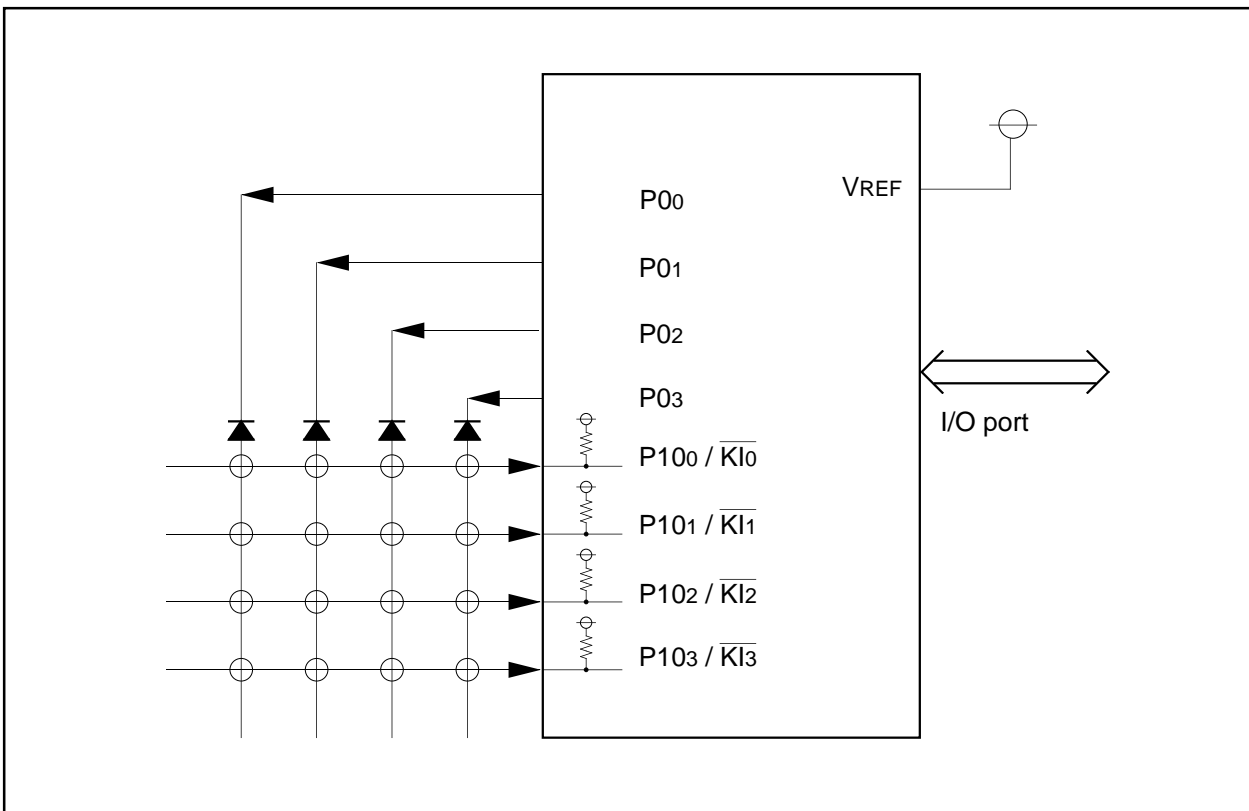 P00
VREF
P01
P02
P03
I/O port
P100 / KI0
P101 / KI1
P102 / KI2
P103 / KI3